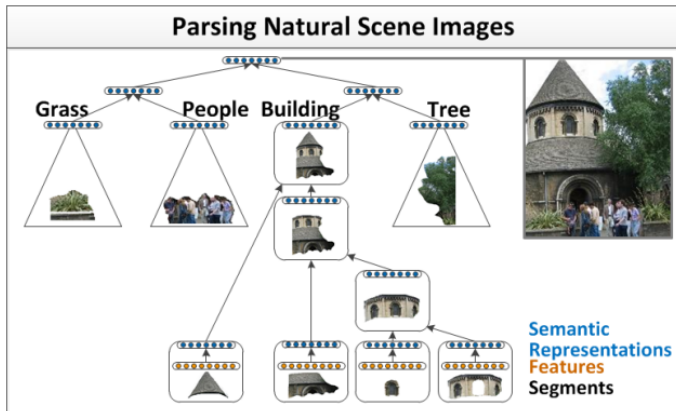 Parsing Natural Scene Images
Grass People Building Tree
Semantic
Representations
Features
Segments